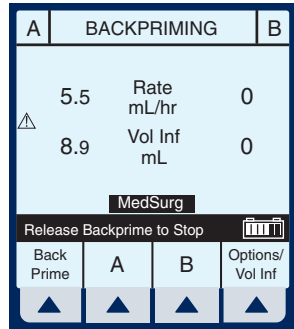 A BACKPRIMING B
5.5 Rate mL/hr 0
8.9 Vol Inf mL 0
MedSurg
Release Backprime to Stop
Back Prime A B Options/ Vol Inf